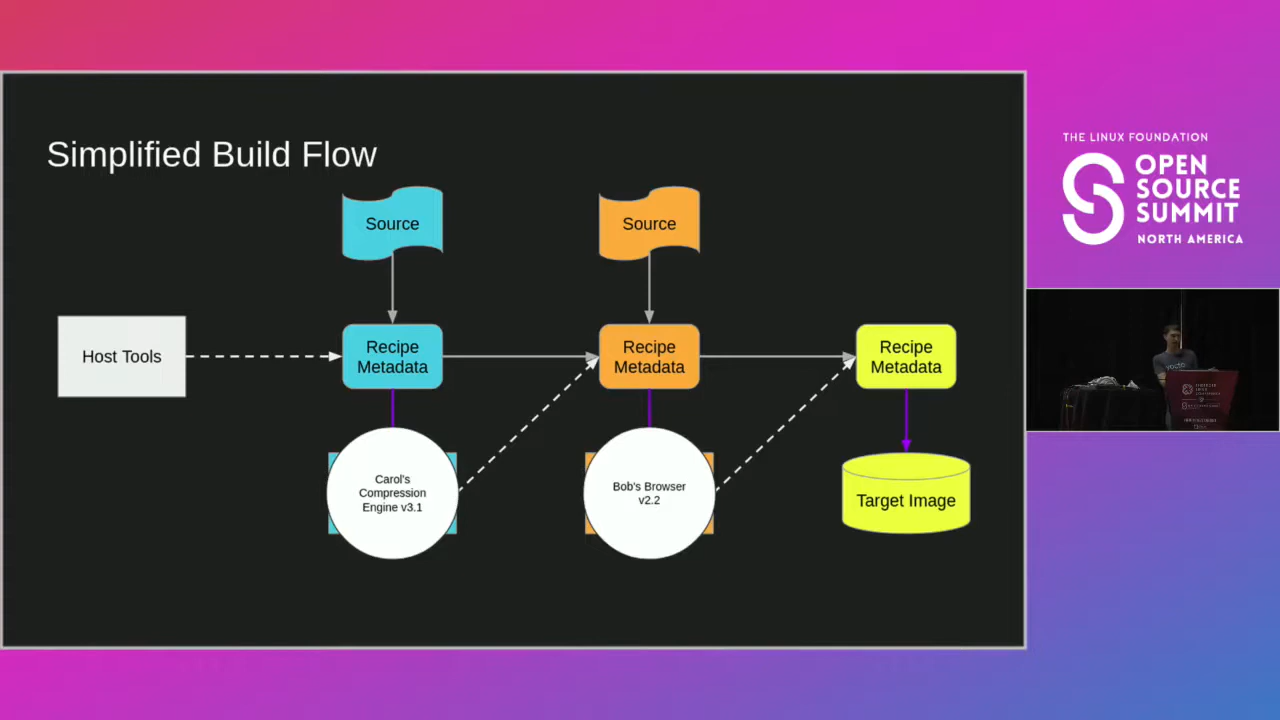 Simplified Build Flow
Source
Source
Host Tools
Recipe
Metadata
Recipe
Metadata
Recipe
Metadata
Carol's
Compression
Engine v3.1
Bob's Browser
v2.2
Target Image
THE LINUX FOUNDATION
OPEN
SOURCE
SUMMIT
NORTH AMERICA